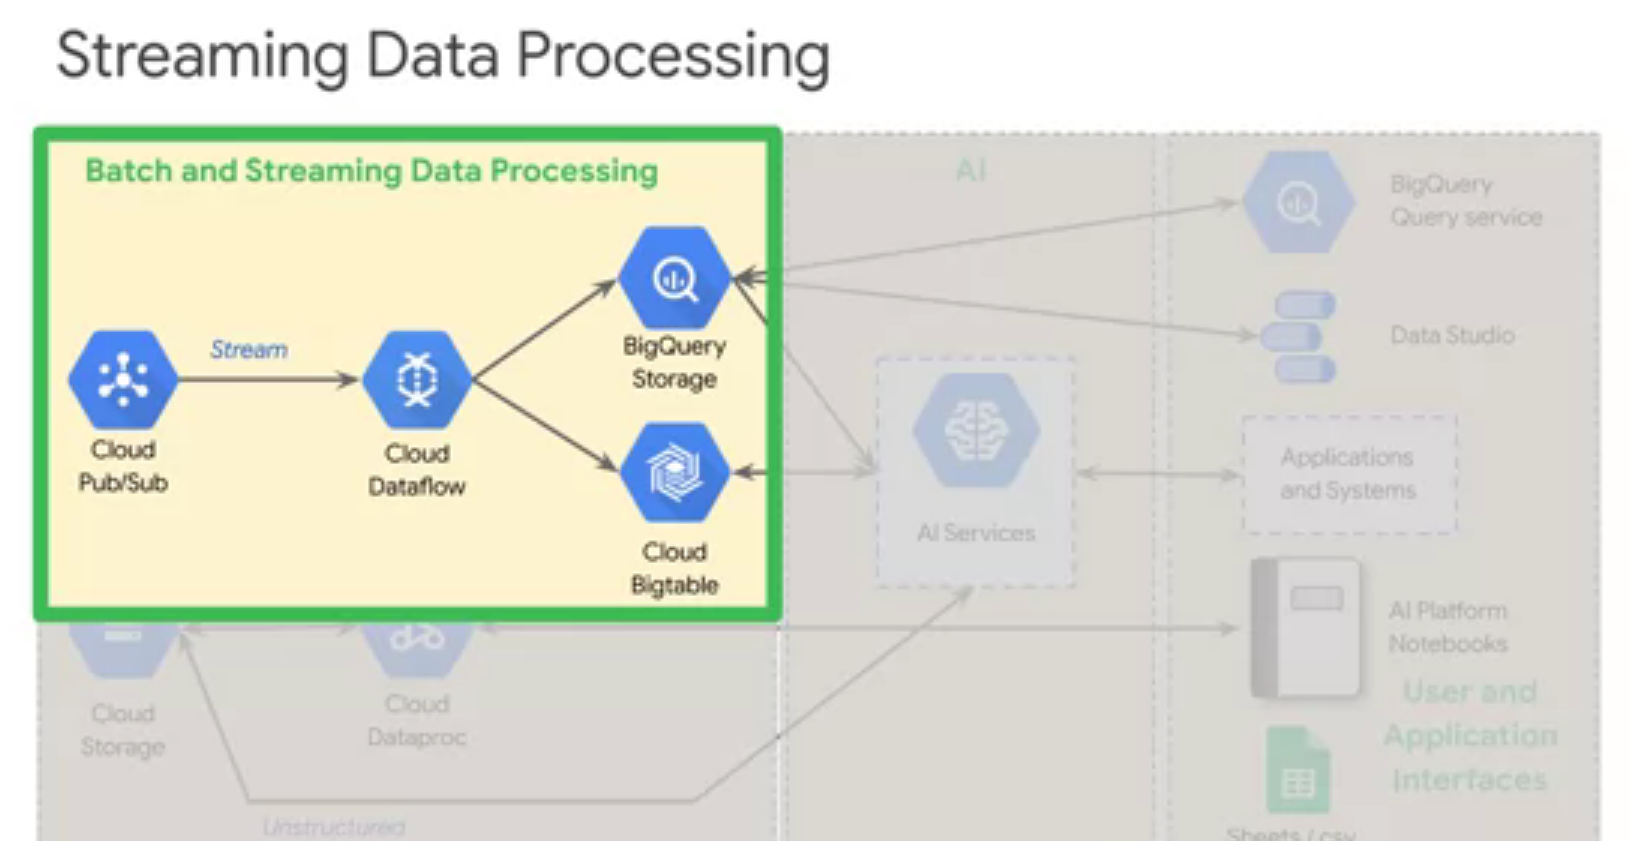 Streaming Data Processing
Batch and Streaming Data Processing
Stream
Cloud
Pub/Sub
Cloud
Dataflow
BigQuery
Storage
Cloud
Bigtable
Cloud
Storage
Cloud
Dataproc
Unstructured
AI
AI Services
BigQuery
Query service
Data Studio
Applications
and Systems
AI Platform
Notebooks
User and
Application
Interfaces
Sheets / csv